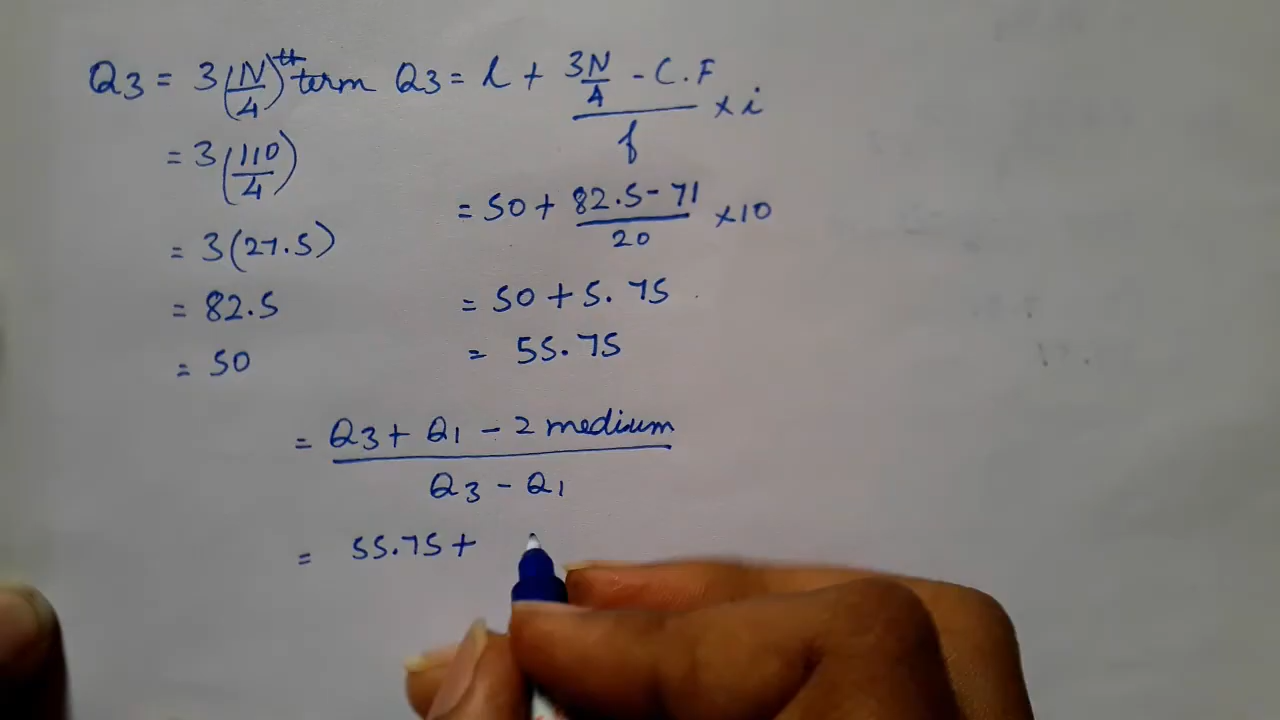 Q3 = 3(N/4)th term Q3 = l + 3N/4 - C.F / f × i
= 3(110/4)
= 50 + 82.5 - 71 / 20 × 10
= 3(27.5)
= 82.5
= 50 + 5.75
= 50
= 55.75
= Q3 + Q1 - 2 medium / Q3 - Q1
= 55.75 +